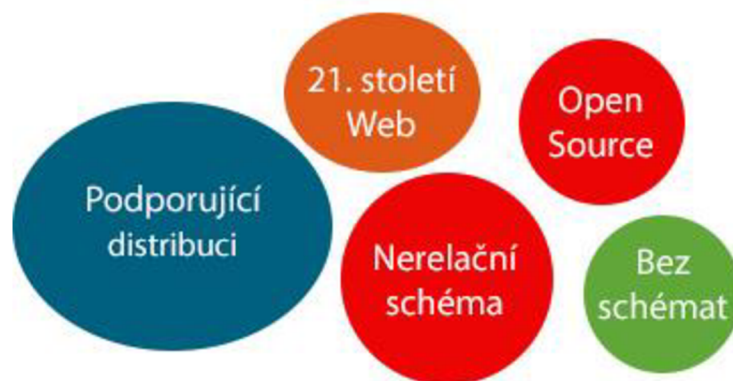 21. století
Web
Open
Source
Podporující
distribuci
Nerelační
schéma
Bez
schémat